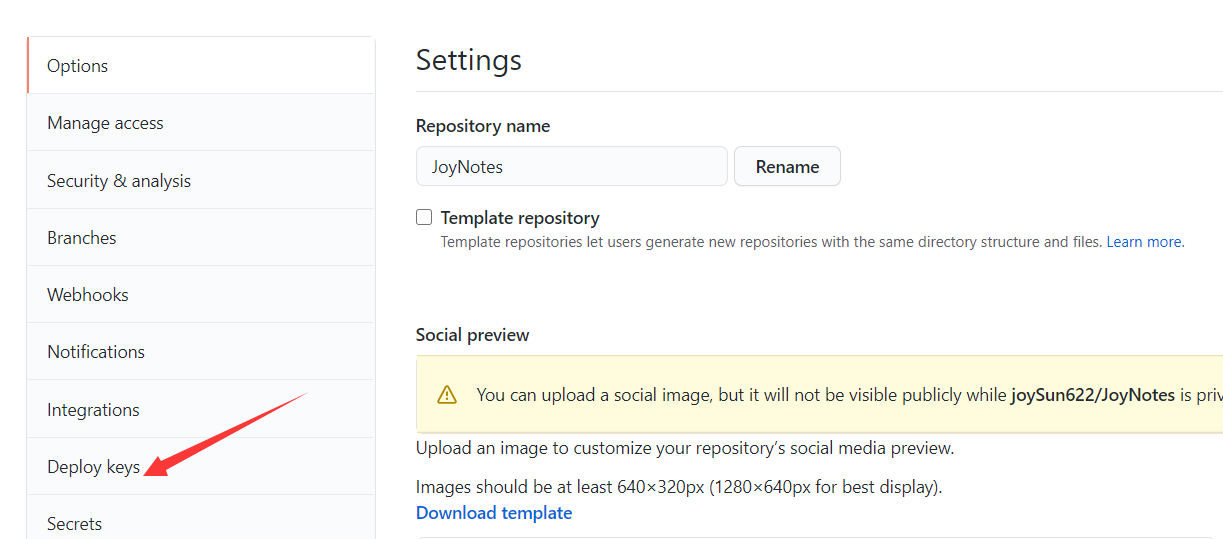 Options
Manage access
Security & analysis
Branches
Webhooks
Notifications
Integrations
Deploy keys
Secrets
Settings
Repository name
JoyNotes
Rename
Template repository
Template repositories let users generate new repositories with the same directory structure and files. Learn more.
Social preview
You can upload a social image, but it will not be visible publicly while joySun622/JoyNotes is
Upload an image to customize your repository's social media preview.
Images should be at least 640×320px (1280×640px for best display).
Download template